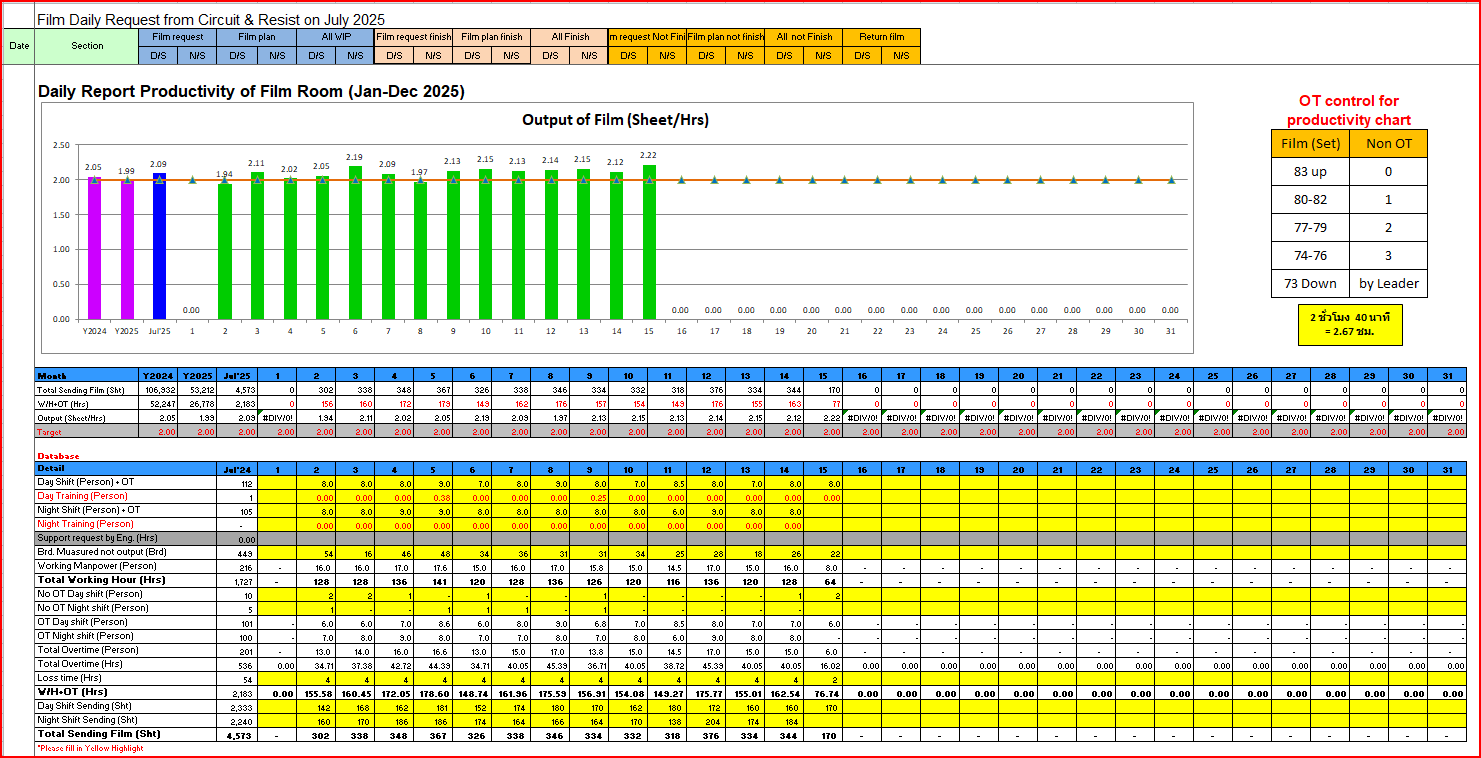 Film Daily Request from Circuit & Resist on July 2025
Date Section Film request Film plan All WIP Film request finish Film plan finish All Finish m request Not Fini Film plan not finish All not Finish Return film
D/S N/S D/S N/S D/S N/S D/S N/S D/S N/S D/S N/S D/S N/S D/S N/S D/S N/S D/S N/S
Daily Report Productivity of Film Room (Jan-Dec 2025)
Output of Film (Sheet/Hrs)
2.50
2.00
1.50
1.00
0.50
0.00
2.05 1.99 2.09 0.00 1.94 2.11 2.02 2.05 2.19 2.09 1.97 2.13 2.15 2.13 2.14 2.15 2.12 2.22 0.00 0.00 0.00 0.00 0.00 0.00 0.00 0.00 0.00 0.00 0.00 0.00 0.00 0.00 0.00 0.00
Y2024 Y2025 Jul'25 1 2 3 4 5 6 7 8 9 10 11 12 13 14 15 16 17 18 19 20 21 22 23 24 25 26 27 28 29 30 31
OT control for
productivity chart
Film (Set) Non OT
83 up 0
80-82 1
77-79 2
74-76 3
73 Down by Leader
2 ชั่วโมง 40 นาที
= 2.67 ชม.
Month Y2024 Y2025 Jul'25 1 2 3 4 5 6 7 8 9 10 11 12 13 14 15 16 17 18 19 20 21 22 23 24 25 26 27 28 29 30 31
Total Sending Film (Sht) 106,932 53,212 4,573 0 302 338 348 367 326 338 346 334 332 318 376 334 344 170 0 0 0 0 0 0 0 0 0 0 0 0 0 0 0 0
W/H+OT (Hrs) 52,247 26,778 2,183 0 156 160 172 179 149 162 176 157 154 149 176 155 163 77 0 0 0 0 0 0 0 0 0 0 0 0 0 0 0 0
Output (Sheet/Hrs) 2.05 1.99 2.09 #DIV/0! 1.94 2.11 2.02 2.05 2.19 2.09 1.97 2.13 2.15 2.13 2.14 2.15 2.12 2.22 #DIV/0! #DIV/0! #DIV/0! #DIV/0! #DIV/0! #DIV/0! #DIV/0! #DIV/0! #DIV/0! #DIV/0! #DIV/0! #DIV/0! #DIV/0! #DIV/0! #DIV/0! #DIV/0!
Target 2.00 2.00 2.00 2.00 2.00 2.00 2.00 2.00 2.00 2.00 2.00 2.00 2.00 2.00 2.00 2.00 2.00 2.00 2.00 2.00 2.00 2.00 2.00 2.00 2.00 2.00 2.00 2.00 2.00 2.00 2.00 2.00 2.00 2.00
Database
Detail Jul'24 1 2 3 4 5 6 7 8 9 10 11 12 13 14 15 16 17 18 19 20 21 22 23 24 25 26 27 28 29 30 31
Day Shift (Person) + OT 112 8.0 8.0 8.0 9.0 7.0 8.0 9.0 8.0 7.0 8.5 8.0 7.0 8.0 8.0
Day Training (Person) 1 0.00 0.00 0.00 0.38 0.00 0.00 0.00 0.25 0.00 0.00 0.00 0.00 0.00 0.00
Night Shift (Person) + OT 105 8.0 8.0 9.0 9.0 8.0 8.0 8.0 8.0 8.0 6.0 9.0 8.0 8.0
Night Training (Person) - 0.00 0.00 0.00 0.00 0.00 0.00 0.00 0.00 0.00 0.00 0.00 0.00 0.00
Support request by Eng. (Hrs) 0.00
Brd. Muasured not output (Brd) 449 54 16 46 48 34 36 31 31 34 25 28 18 26 22
Working Manpower (Person) 216 - 16.0 16.0 17.0 17.6 15.0 16.0 17.0 15.8 15.0 14.5 17.0 15.0 16.0 8.0 - - - - - - - - - - - - - - - -
Total Working Hour (Hrs) 1,727 - 128 128 136 141 120 128 136 126 120 116 136 120 128 64 - - - - - - - - - - - - - - - -
No OT Day shift (Person) 10 2 2 1 - 1 - - 1 - - - - 1 2
No OT Night shift (Person) 5 1 - - 1 1 1 - 1 - - - - -
OT Day shift (Person) 101 - 6.0 6.0 7.0 8.6 6.0 8.0 9.0 6.8 7.0 8.5 8.0 7.0 7.0 6.0 - - - - - - - - - - - - - - - -
OT Night shift (Person) 100 - 7.0 8.0 9.0 8.0 7.0 7.0 8.0 7.0 8.0 6.0 9.0 8.0 8.0 - - - - - - - - - - - - - - - - -
Total Overtime (Person) 201 - 13.0 14.0 16.0 16.6 13.0 15.0 17.0 13.8 15.0 14.5 17.0 15.0 15.0 6.0 - - - - - - - - - - - - - - - -
Total Overtime (Hrs) 536 0.00 34.71 37.38 42.72 44.39 34.71 40.05 45.39 36.71 40.05 38.72 45.39 40.05 40.05 16.02 0.00 0.00 0.00 0.00 0.00 0.00 0.00 0.00 0.00 0.00 0.00 0.00 0.00 0.00 0.00 0.00
Loss time (Hrs) 54 4 4 4 4 4 4 4 4 4 4 4 4 4 2
W/H+OT (Hrs) 2,183 0.00 155.58 160.45 172.05 178.60 148.74 161.96 175.59 156.91 154.08 149.27 175.77 155.01 162.54 76.74 0.00 0.00 0.00 0.00 0.00 0.00 0.00 0.00 0.00 0.00 0.00 0.00 0.00 0.00 0.00 0.00
Day Shift Sending (Sht) 2,333 142 168 162 181 152 174 180 170 162 180 172 160 160 170
Night Shift Sending (Sht) 2,240 160 170 186 186 174 164 166 164 170 138 204 174 184
Total Sending Film (Sht) 4,573 - 302 338 348 367 326 338 346 334 332 318 376 334 344 170 - - - - - - - - - - - - - - - -
*Please fill in Yellow Highlight